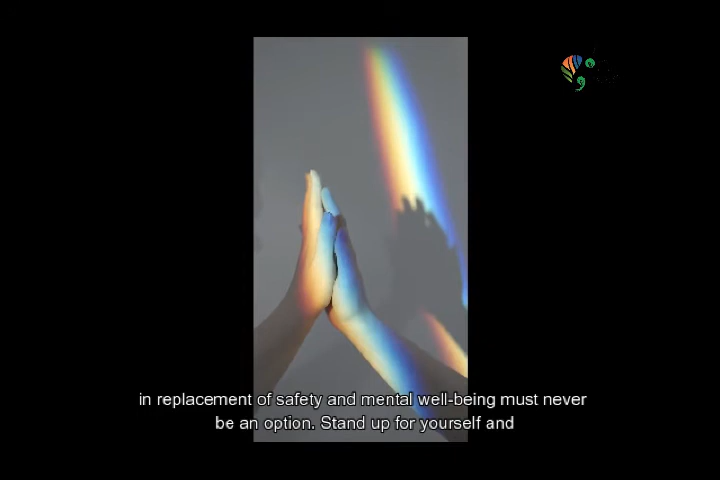 in replacement of safety and mental well-being must never
be an option. Stand up for yourself and